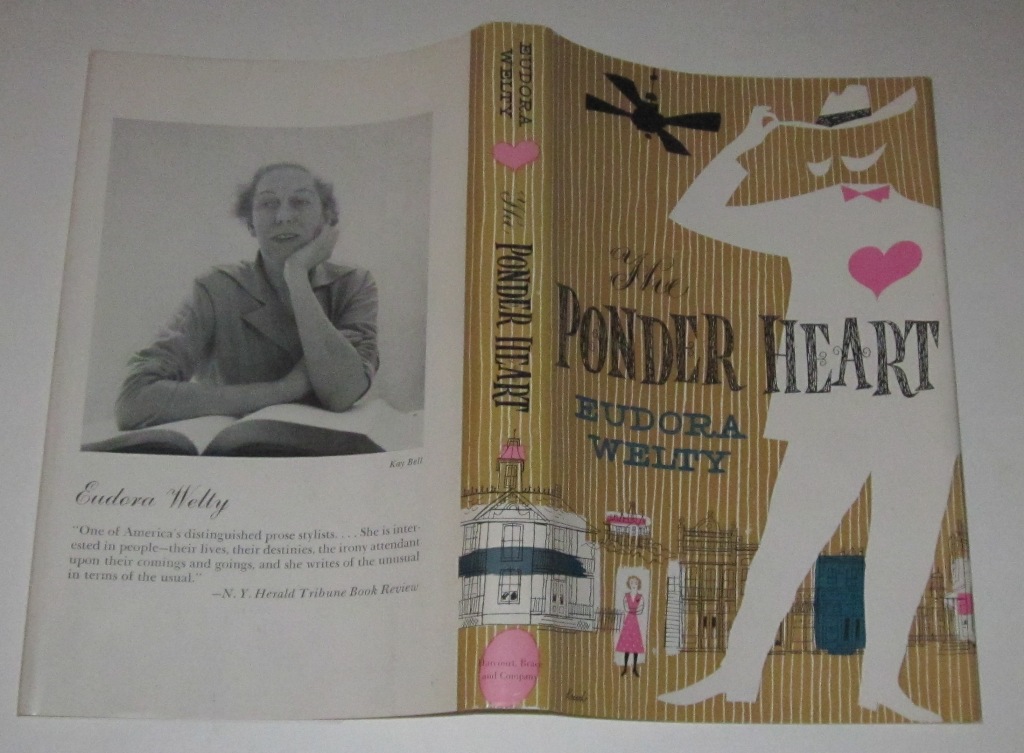 Kay Bell
Eudora Welty
"One of America's distinguished prose stylists. . . . She is inter-
ested in people—their lives, their destinies, the irony attendant
upon their comings and goings, and she writes of the unusual
in terms of the usual."
—N. Y. Herald Tribune Book Review
EUDORA
WELTY
The PONDER HEART
Harcourt, Brace
and Company
The
PONDER HEART
EUDORA
WELTY